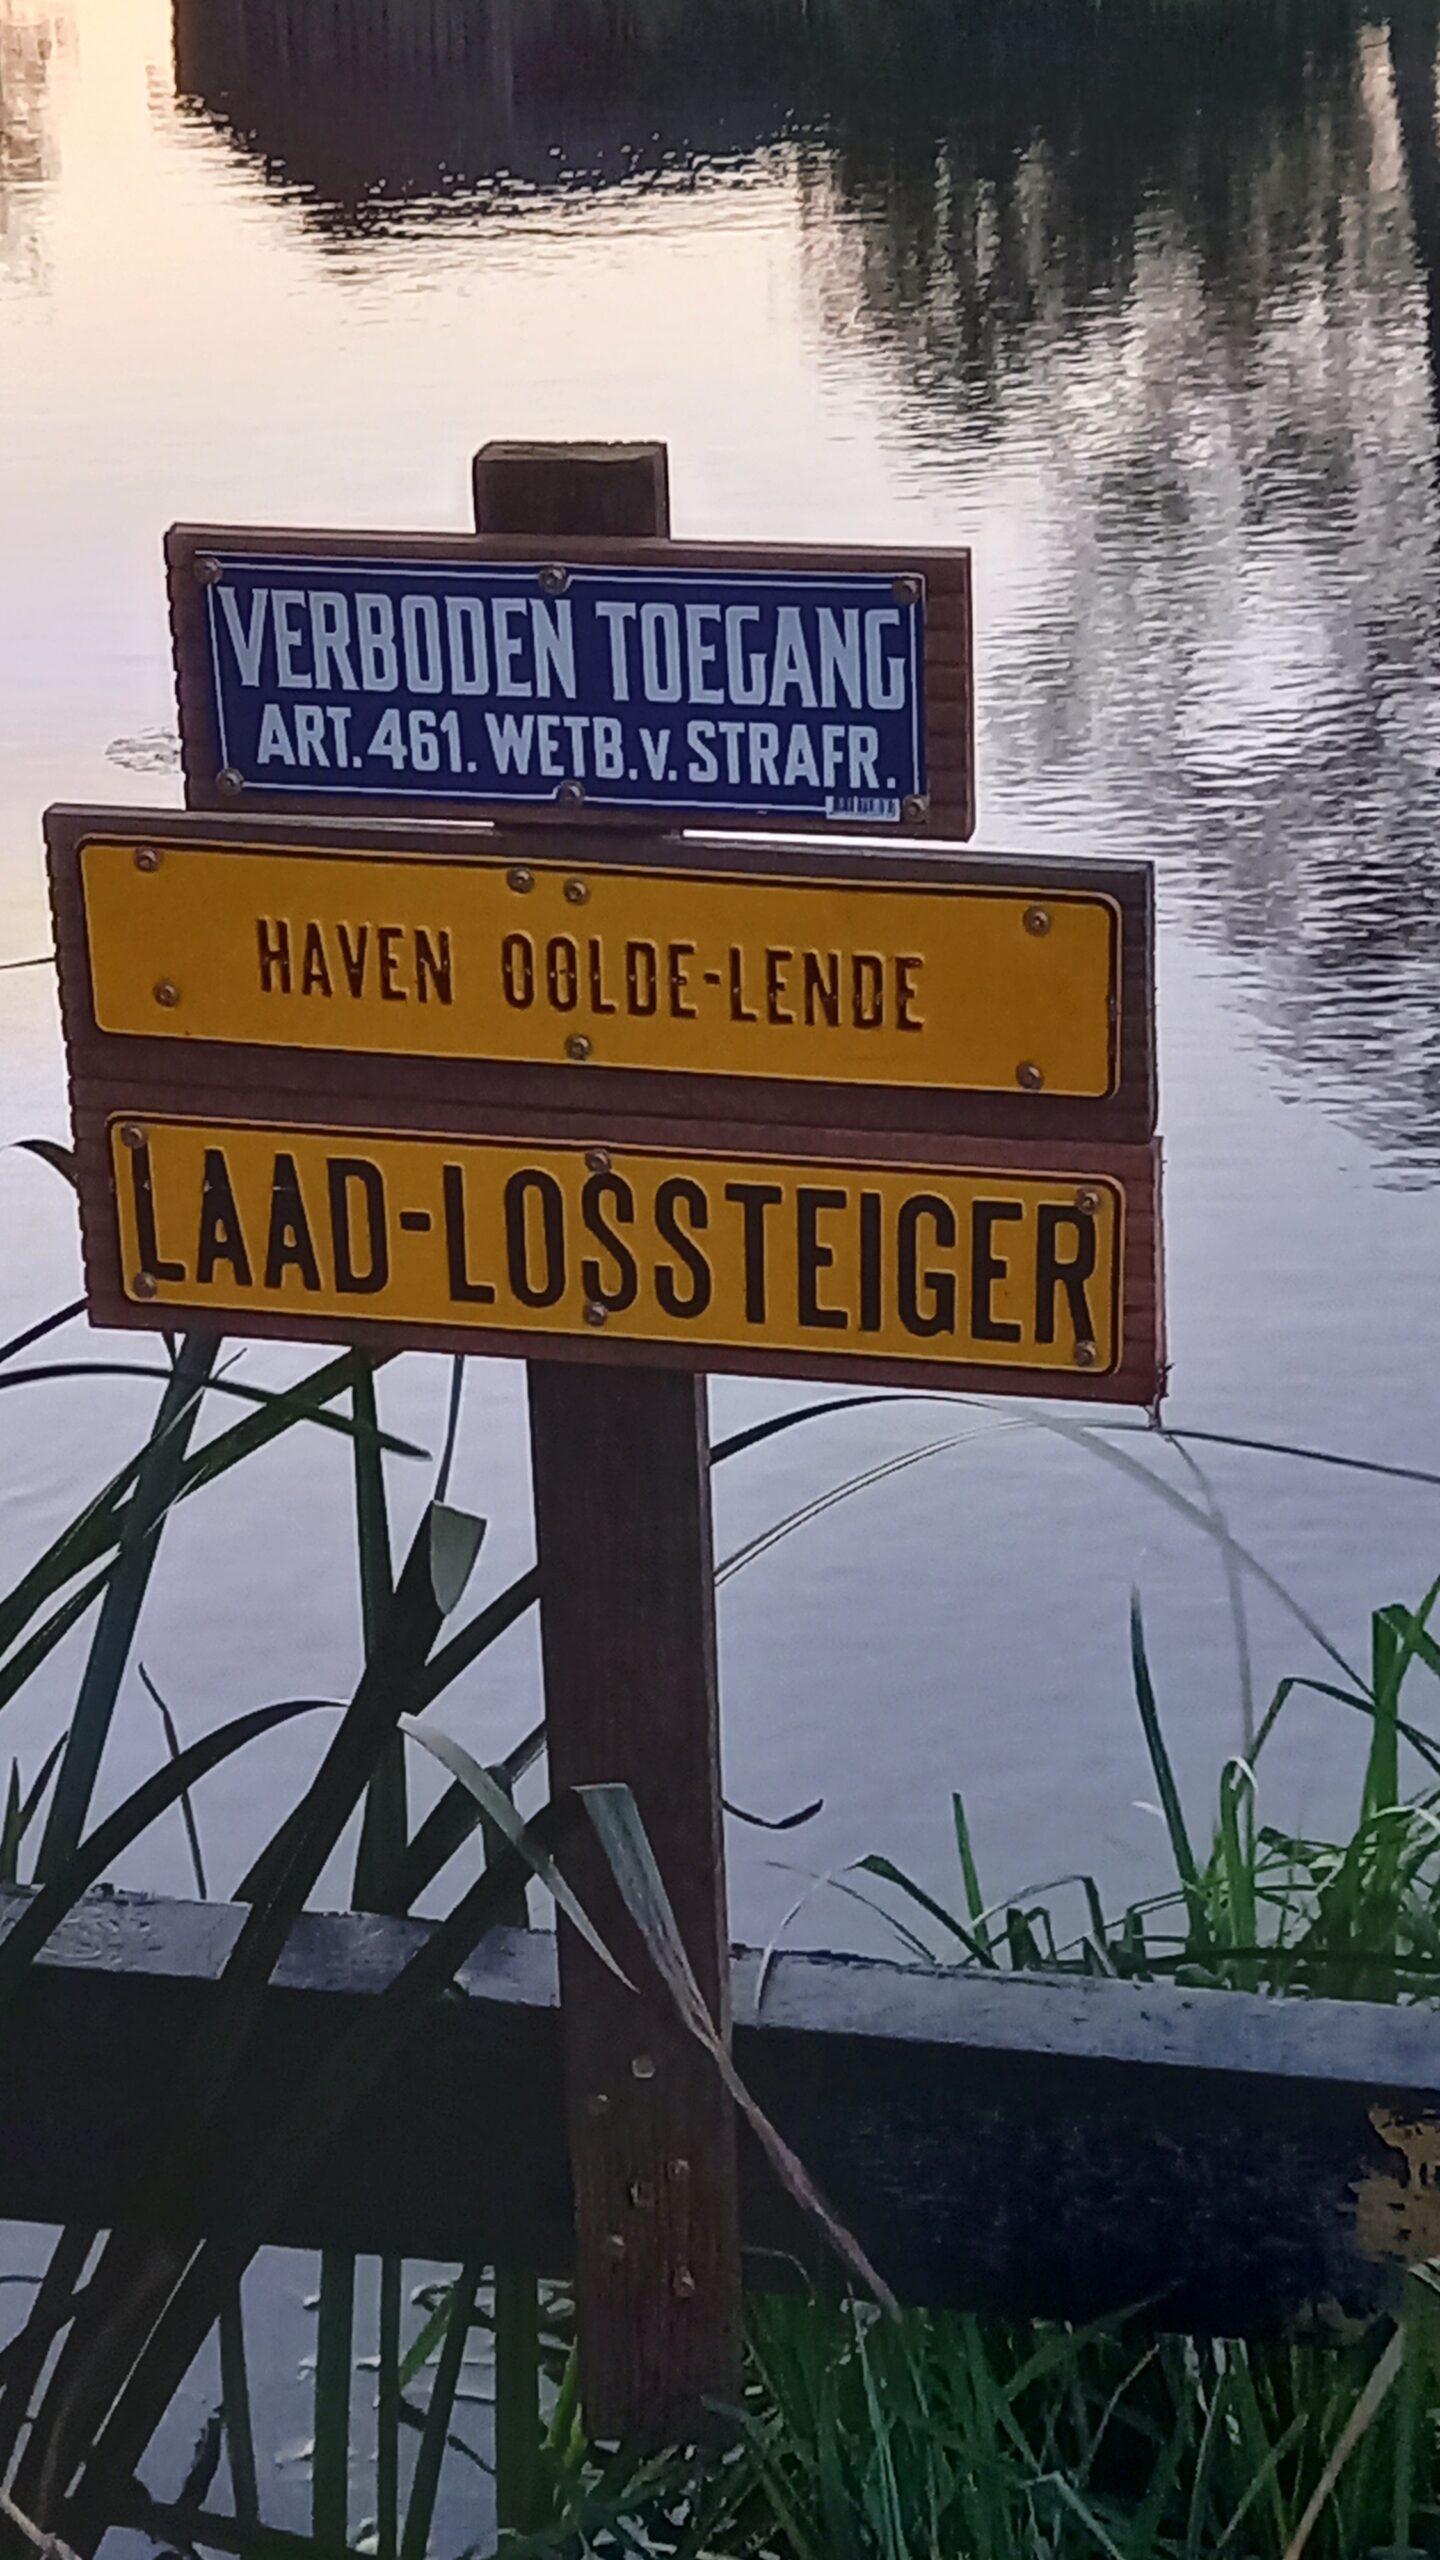 VERBODEN TOEGANG
ART. 461. WETB. v. STRAFR.
HAVEN OOLDE-LENDE
LAAD-LOSSTEIGER